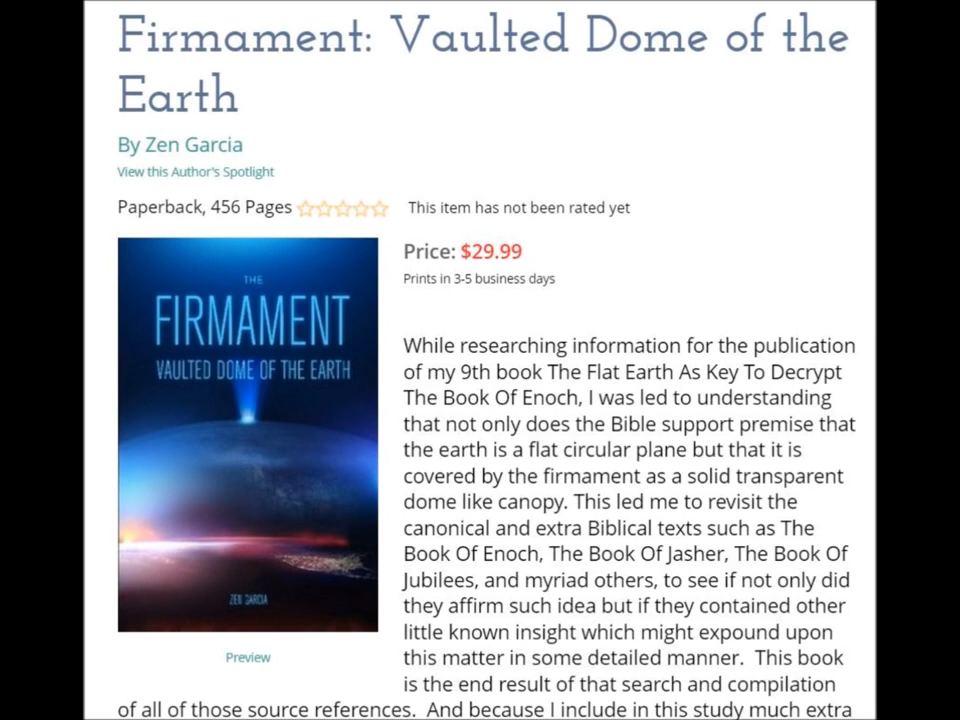 Firmament: Vaulted Dome of the
Earth
By Zen Garcia
View this Author's Spotlight
Paperback, 456 Pages
This item has not been rated yet
THE
FIRMAMENT
VAULTED DOME OF THE EARTH
ZEN GARCIA
Preview
Price: $29.99
Prints in 3-5 business days
While researching information for the publication
of my 9th book The Flat Earth As Key To Decrypt
The Book Of Enoch, I was led to understanding
that not only does the Bible support premise that
the earth is a flat circular plane but that it is
covered by the firmament as a solid transparent
dome like canopy. This led me to revisit the
canonical and extra Biblical texts such as The
Book Of Enoch, The Book Of Jasher, The Book Of
Jubilees, and myriad others, to see if not only did
they affirm such idea but if they contained other
little known insight which might expound upon
this matter in some detailed manner.  This book
is the end result of that search and compilation
of all of those source references.  And because I include in this study much extra